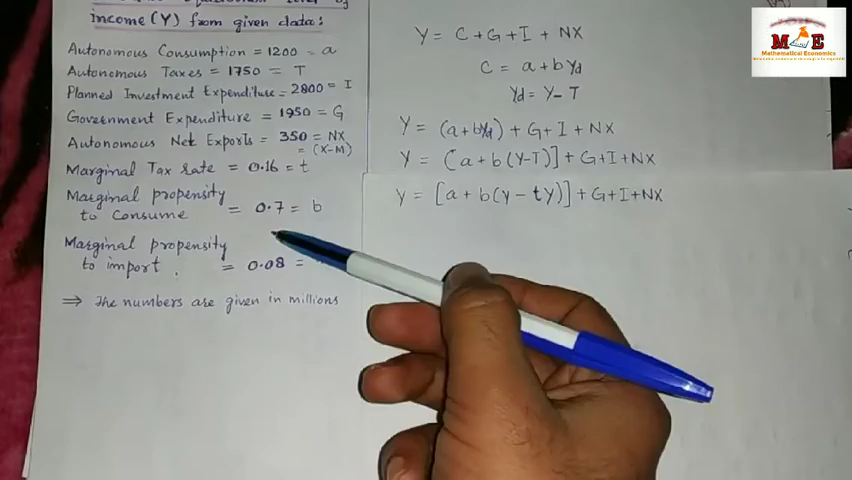 income (Y) from given data:
Autonomous Consumption = 1200 = a
Autonomous Taxes = 1750 = T
Planned Investment Expenditure = 2800 = I
Government Expenditure = 1950 = G
Autonomous Net Exports = 350 = NX
= (X-M)
Marginal Tax rate = 0.16 = t
Marginal propensity
to Consume = 0.7 = b
Marginal propensity
to import = 0.08 =
⇒ The numbers are given in millions
Y = C + G + I + NX
C = a + b Yd
Yd = Y - T
Y = (a + bYd) + G + I + NX
Y = [a + b (Y-T)] + G + I + NX
Y = [a + b(Y - tY)] + G + I + NX
M E
Mathematical Economics